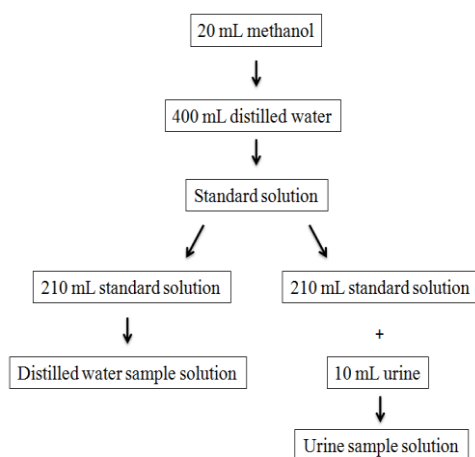 20 mL methanol
400 mL distilled water
Standard solution
210 mL standard solution
210 mL standard solution
+
Distilled water sample solution
10 mL urine
Urine sample solution